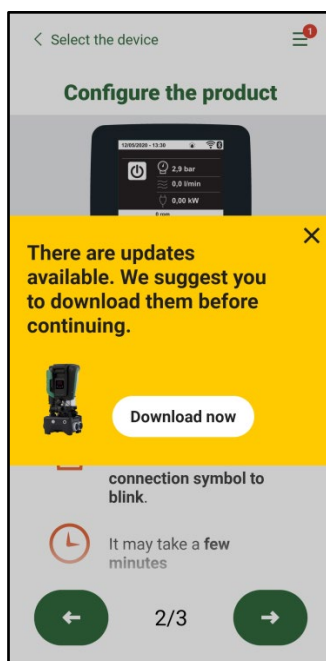 Select the device
1
Configure the product
12/05/2020 - 13:30
2,9 bar
0,0 l/min
0,00 kW
There are updates
available. We suggest you
to download them before
continuing.
Download now
connection symbol to
blink.
It may take a few
minutes
2/3